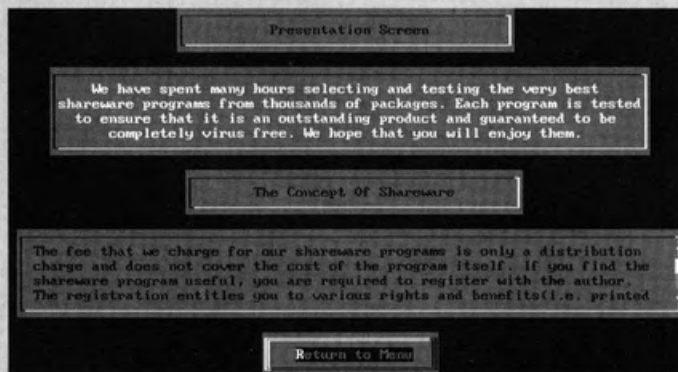 Presentation Screen
We have spent many hours selecting and testing the very best
shareware programs from thousands of packages. Each program is tested
to ensure that it is an outstanding product and guaranteed to be
completely virus free. We hope that you will enjoy them.
The Concept Of Shareware
The fee that we charge for our shareware programs is only a distribution
charge and does not cover the cost of the program itself. If you find the
shareware program useful, you are required to register with the author.
The registration entitles you to various rights and benefits(i.e. printed
Return to Menu